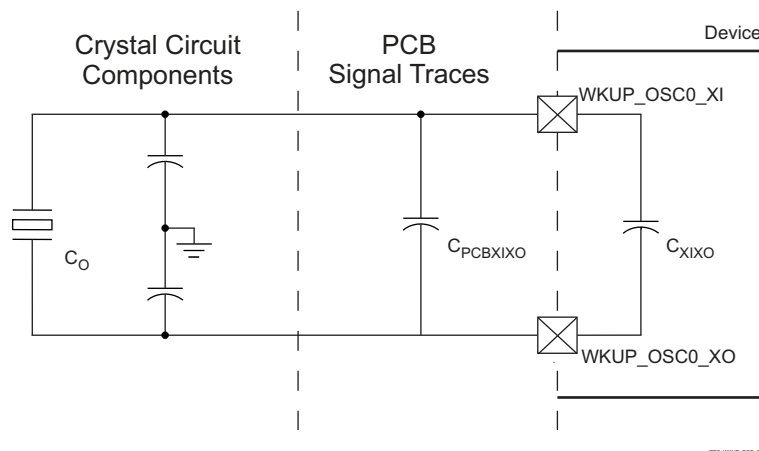 Crystal Circuit
Components
PCB
Signal Traces
Device
WKUP_OSC0_XI
CO
CPCBXIXO
CXIXO
WKUP_OSC0_XO